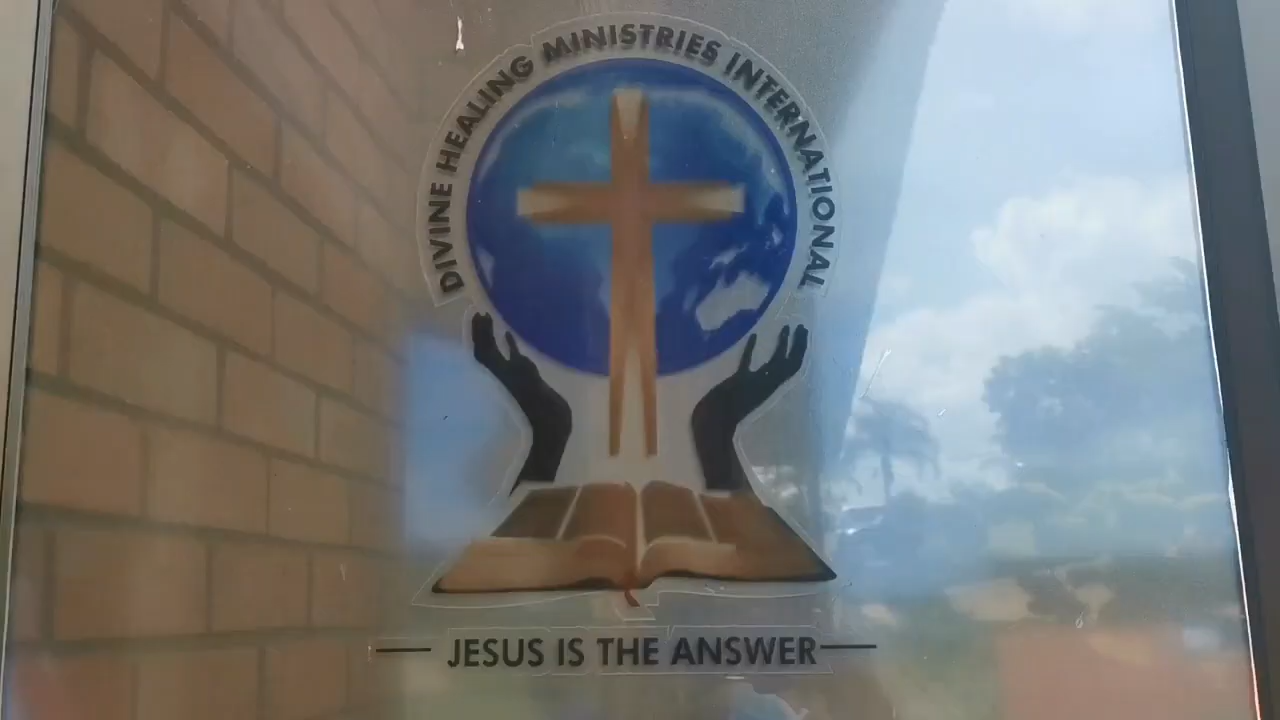 DIVINE HEALING MINISTRIES INTERNATIONAL
JESUS IS THE ANSWER